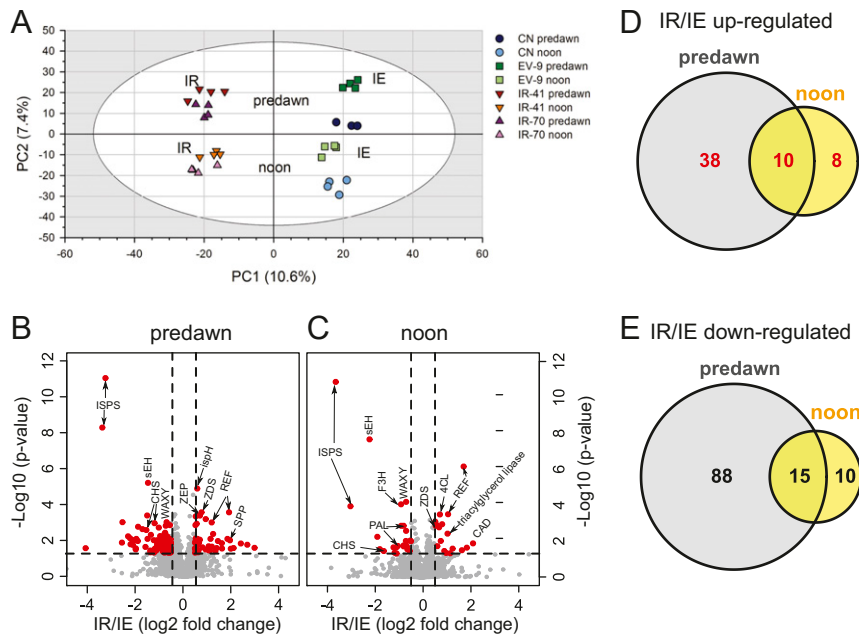 A
50
40
30
20
10
0
-10
-20
-30
-40
-50
PC2 (7.4%)
-60 -40 -20 0 20 40 60
PC1 (10.6%)
IR
predawn
IE
IR
noon
IE
CN predawn
CN noon
EV-9 predawn
EV-9 noon
IR-41 predawn
IR-41 noon
IR-70 predawn
IR-70 noon
D IR/IE up-regulated
predawn
noon
38 10 8
B predawn
12
10
8
6
4
2
0
-Log10 (p-value)
-4 -2 0 2 4
IR/IE (log2 fold change)
ISPS
sEH
CHS
WAXY
ZEP
ispH
ZDS
REF
SPP
C noon
ISPS
sEH
F3H
WAXY
PAL
CHS
ZDS
4CL
REF
triacylglycerol lipase
CAD
-4 -2 0 2 4
IR/IE (log2 fold change)
12
10
8
6
4
2
0
-Log10 (p-value)
E IR/IE down-regulated
predawn
noon
88 15 10